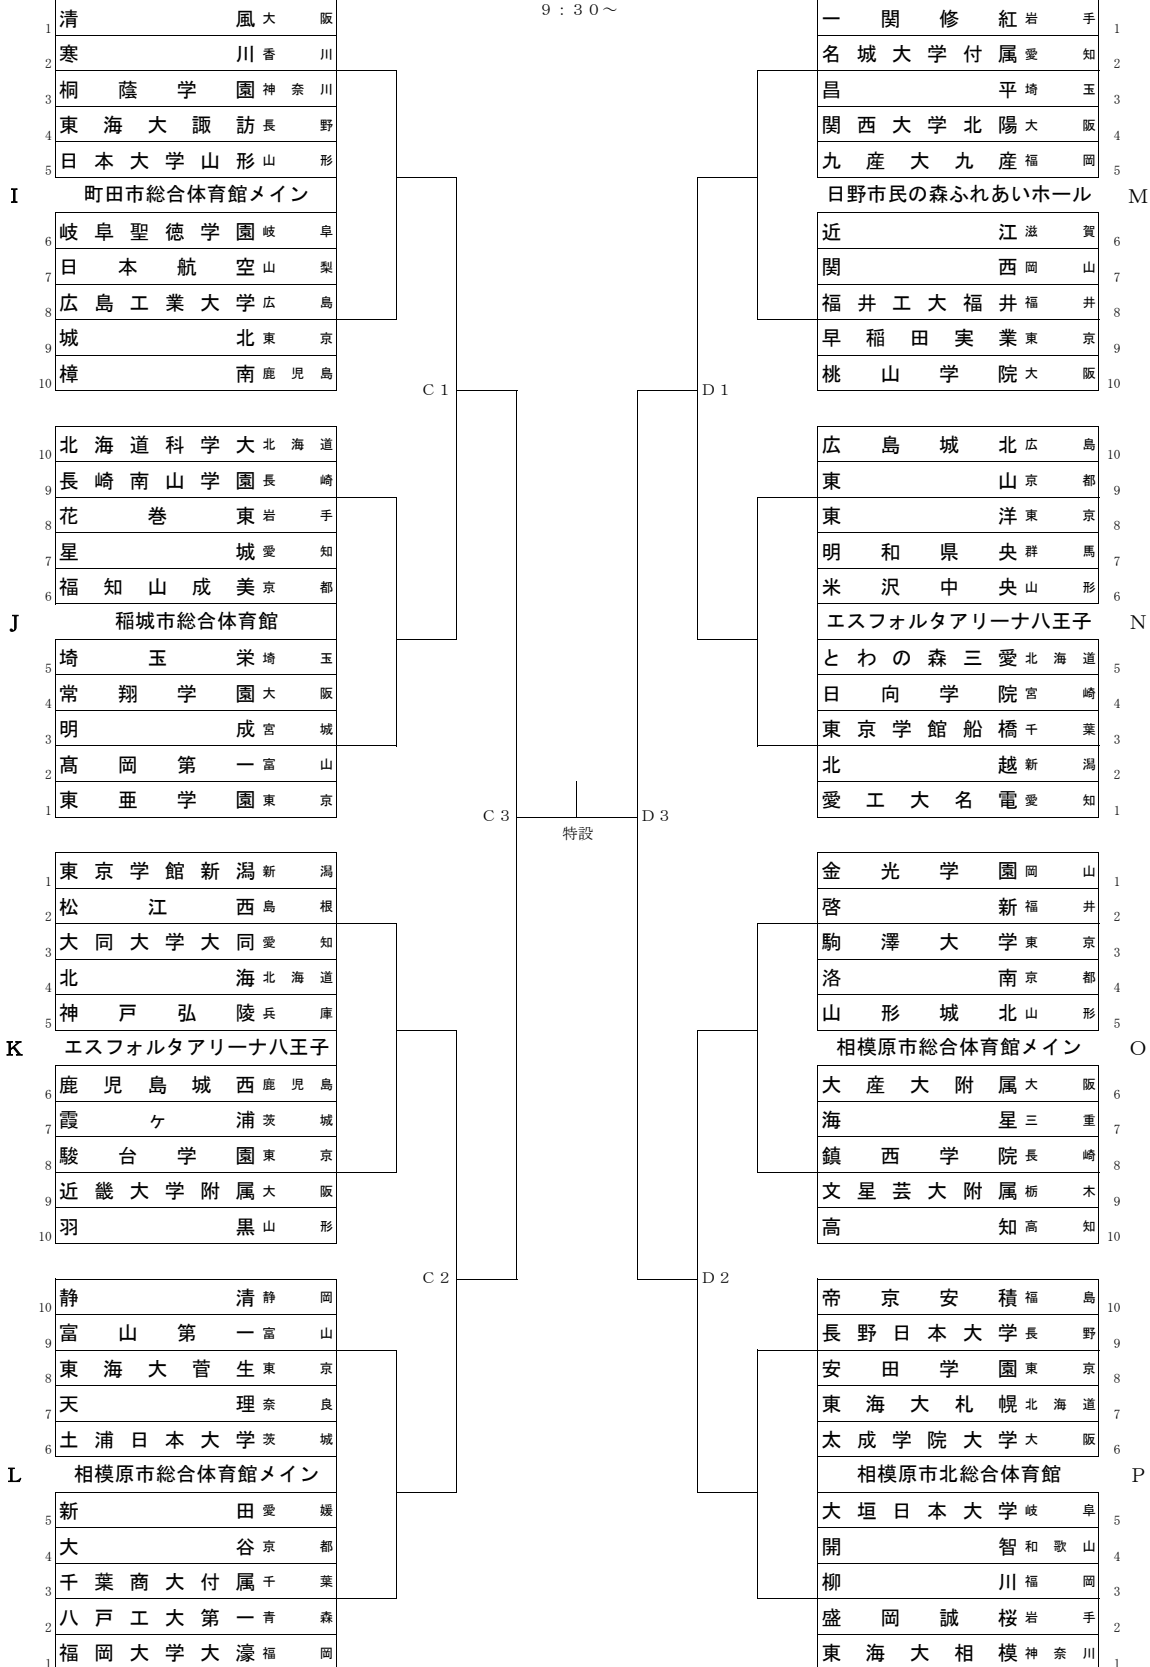 9：30～
1 清風 大阪
2 寒川 香川
3 桐蔭学園 神奈川
4 東海大諏訪 長野
5 日本大学山形 山形
I 町田市総合体育館メイン
6 岐阜聖徳学園 岐阜
7 日本航空 山梨
8 広島工業大学 広島
9 城北 東京
10 樟南 鹿児島
C1
10 北海道科学大 北海道
9 長崎南山学園 長崎
8 花巻東 岩手
7 星城 愛知
6 福知山成美 京都
J 稲城市総合体育館
5 埼玉栄 埼玉
4 常翔学園 大阪
3 明成 宮城
2 髙岡第一 富山
1 東亜学園 東京
C3
特設
1 東京学館新潟 新潟
2 松江西 島根
3 大同大学大同 愛知
4 北海 北海道
5 神戸弘陵 兵庫
K エスフォルタアリーナ八王子
6 鹿児島城西 鹿児島
7 霞ヶ浦 茨城
8 駿台学園 東京
9 近畿大学附属 大阪
10 羽黒 山形
C2
10 静清 静岡
9 富山第一 富山
8 東海大菅生 東京
7 天理 奈良
6 土浦日本大学 茨城
L 相模原市総合体育館メイン
5 新田 愛媛
4 大谷 京都
3 千葉商大付属 千葉
2 八戸工大第一 青森
1 福岡大学大濠 福岡
一関修紅 岩手 1
名城大学付属 愛知 2
昌平 埼玉 3
関西大学北陽 大阪 4
九産大九産 福岡 5
日野市民の森ふれあいホール M
近江 滋賀 6
関西 岡山 7
福井工大福井 福井 8
早稲田実業 東京 9
桃山学院 大阪 10
D1
広島城北 広島 10
東山 京都 9
東洋 東京 8
明和県央 群馬 7
米沢中央 山形 6
エスフォルタアリーナ八王子 N
とわの森三愛 北海道 5
日向学院 宮崎 4
東京学館船橋 千葉 3
北越 新潟 2
愛工大名電 愛知 1
D3
金光学園 岡山 1
啓新 福井 2
駒澤大学 東京 3
洛南 京都 4
山形城北 山形 5
相模原市総合体育館メイン O
大産大附属 大阪 6
海星 三重 7
鎮西学院 長崎 8
文星芸大附属 栃木 9
高知 高知 10
D2
帝京安積 福島 10
長野日本大学 長野 9
安田学園 東京 8
東海大札幌 北海道 7
太成学院大学 大阪 6
相模原市北総合体育館 P
大垣日本大学 岐阜 5
開智 和歌山 4
柳川 福岡 3
盛岡誠桜 岩手 2
東海大相模 神奈川 1